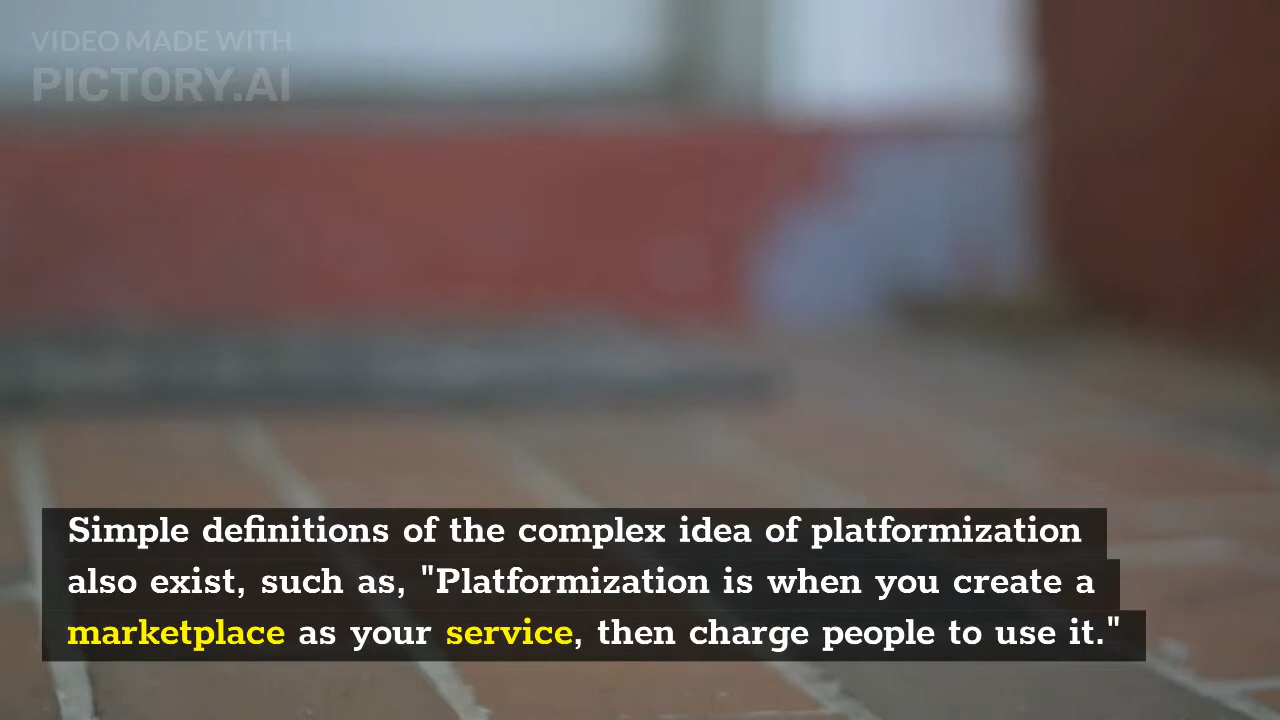 VIDEO MADE WITH
PICTORY.AI
Simple definitions of the complex idea of platformization
also exist, such as, "Platformization is when you create a
marketplace as your service, then charge people to use it."